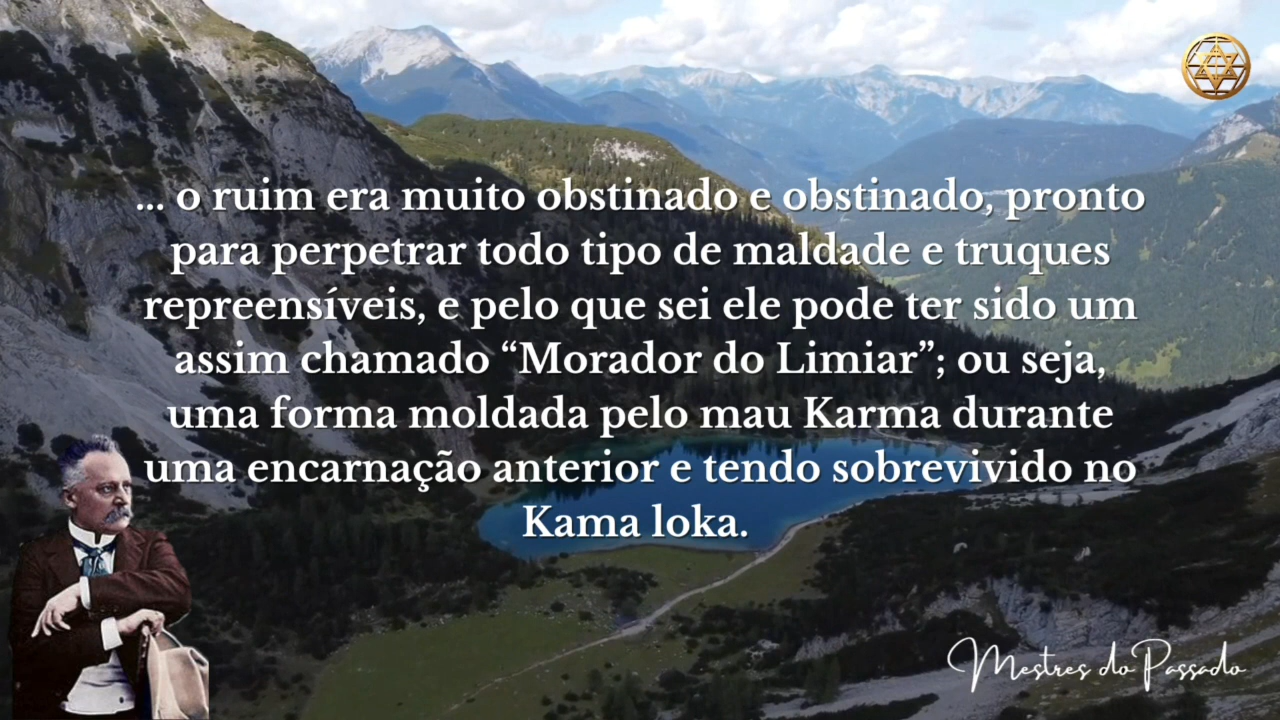 ... o ruim era muito obstinado e obstinado, pronto
para perpetrar todo tipo de maldade e truques
repreensíveis, e pelo que sei ele pode ter sido um
assim chamado “Morador do Limiar”; ou seja,
uma forma moldada pelo mau Karma durante
uma encarnação anterior e tendo sobrevivido no
Kama loka.
Mestres do Passado